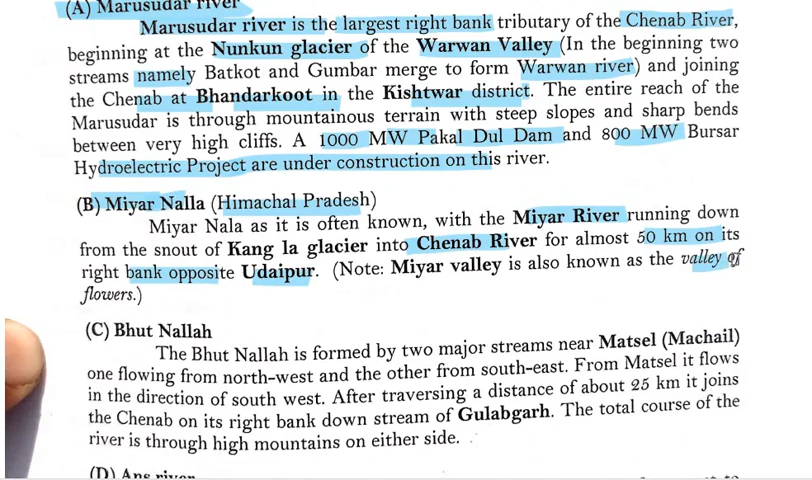 (A) Marusudar river
Marusudar river is the largest right bank tributary of the Chenab River,
beginning at the Nunkun glacier of the Warwan Valley (In the beginning two
streams namely Batkot and Gumbar merge to form Warwan river) and joining
the Chenab at Bhandarkoot in the Kishtwar district. The entire reach of the
Marusudar is through mountainous terrain with steep slopes and sharp bends
between very high cliffs. A 1000 MW Pakal Dul Dam and 800 MW Bursar
Hydroelectric Project are under construction on this river.
(B) Miyar Nalla (Himachal Pradesh)
Miyar Nala as it is often known, with the Miyar River running down
from the snout of Kang la glacier into Chenab River for almost 50 km on its
right bank opposite Udaipur. (Note: Miyar valley is also known as the valley of
flowers.)
(C) Bhut Nallah
The Bhut Nallah is formed by two major streams near Matsel (Machail)
one flowing from north-west and the other from south-east. From Matsel it flows
in the direction of south west. After traversing a distance of about 25 km it joins
the Chenab on its right bank down stream of Gulabgarh. The total course of the
river is through high mountains on either side.
(D) Ans river